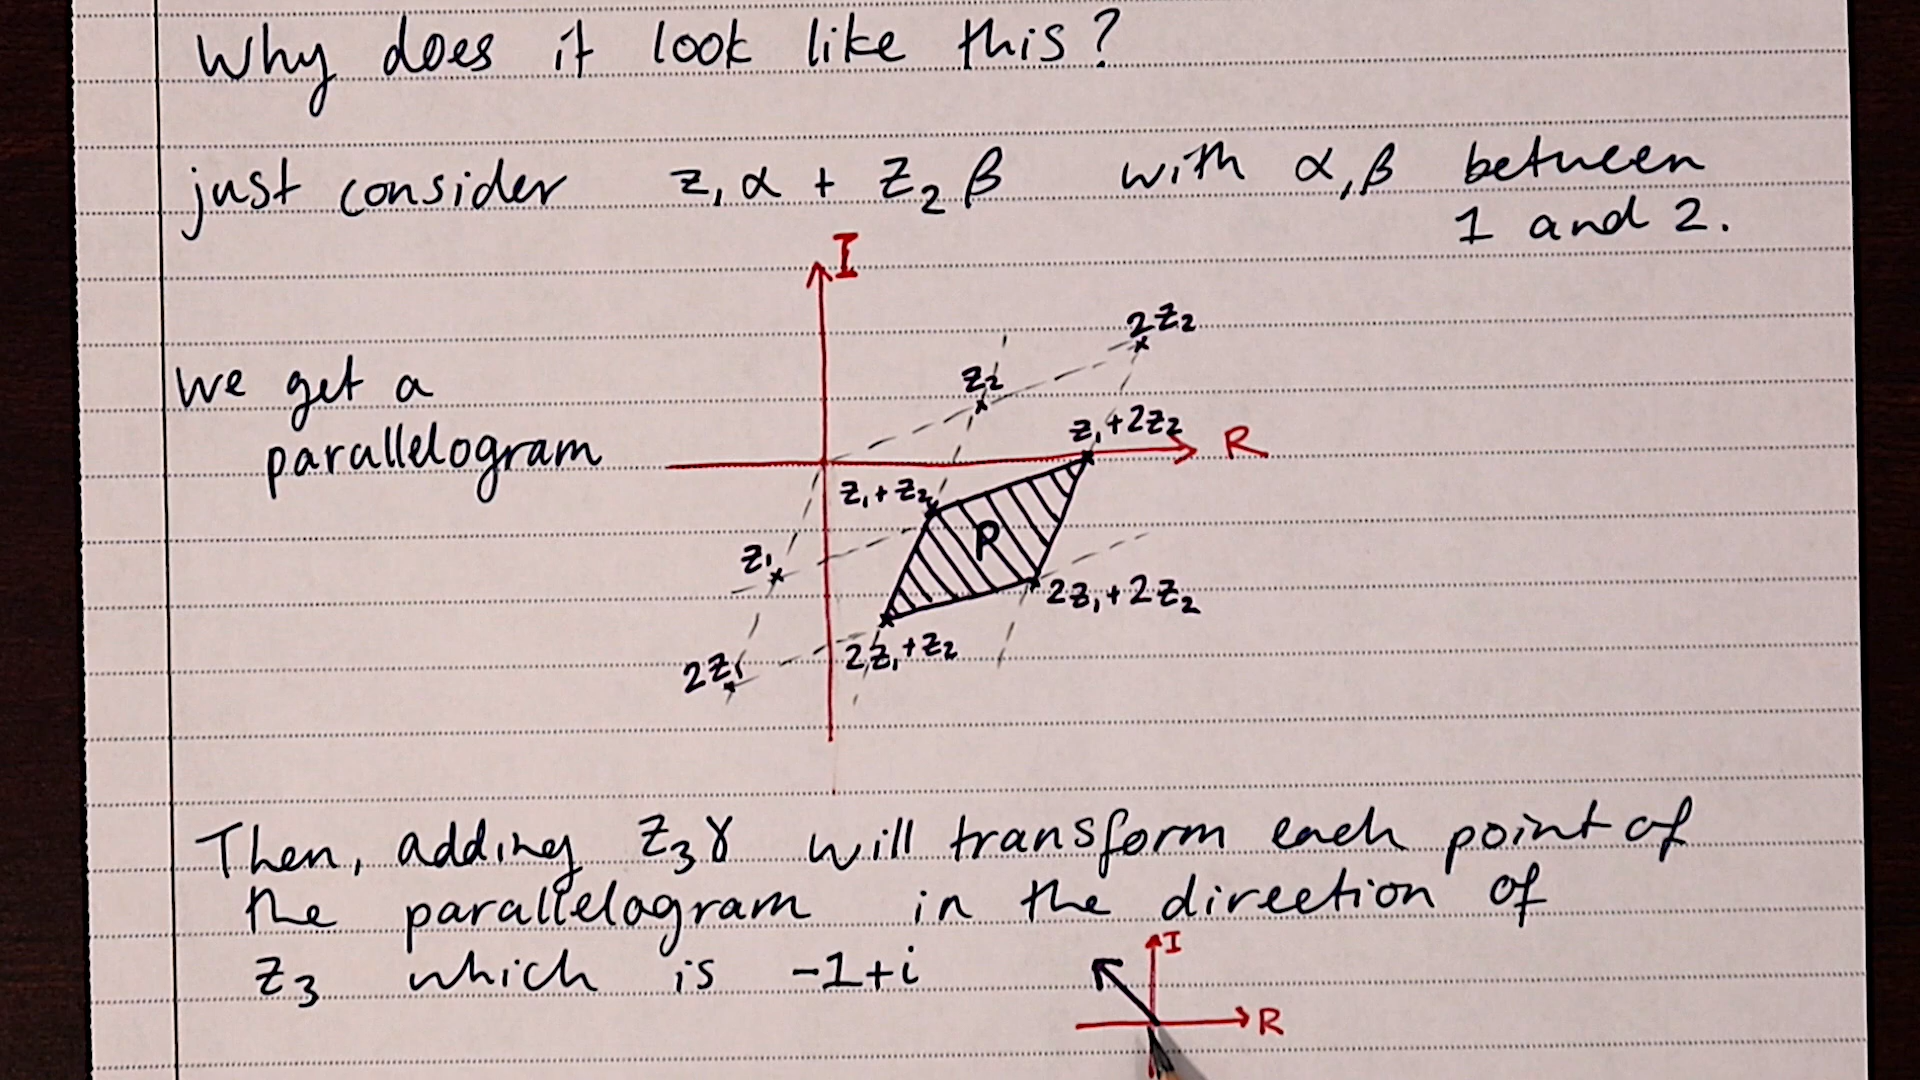 Why does it look like this?
just consider z₁α + z₂β with α,β between
1 and 2.
I
2z₂
z₂
We get a
z₁+2z₂
R
parallelogram
z₁+z₂
P
z₁
2z₁+2z₂
2z₁+z₂
2z₁
Then, adding z₃γ will transform each point of
the parallelogram in the direction of
z₃ which is -1+i
I
R